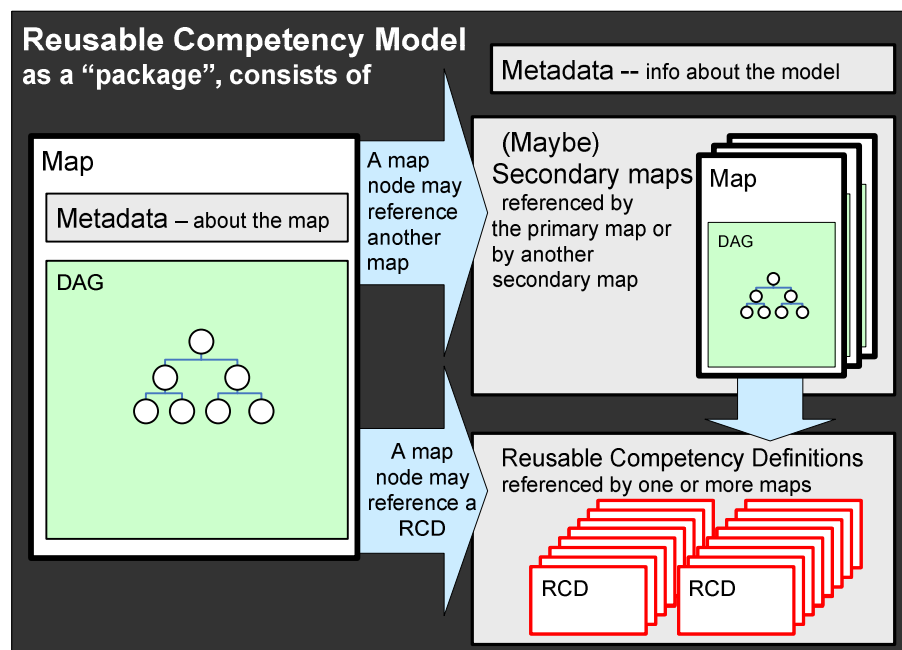 Reusable Competency Model
as a “package”, consists of
Metadata -- info about the model
Map
Metadata – about the map
DAG
A map
node may
reference
another
map
(Maybe)
Secondary maps
referenced by
the primary map or
by another
secondary map
Map
DAG
A map
node may
reference a
RCD
Reusable Competency Definitions
referenced by one or more maps
RCD
RCD